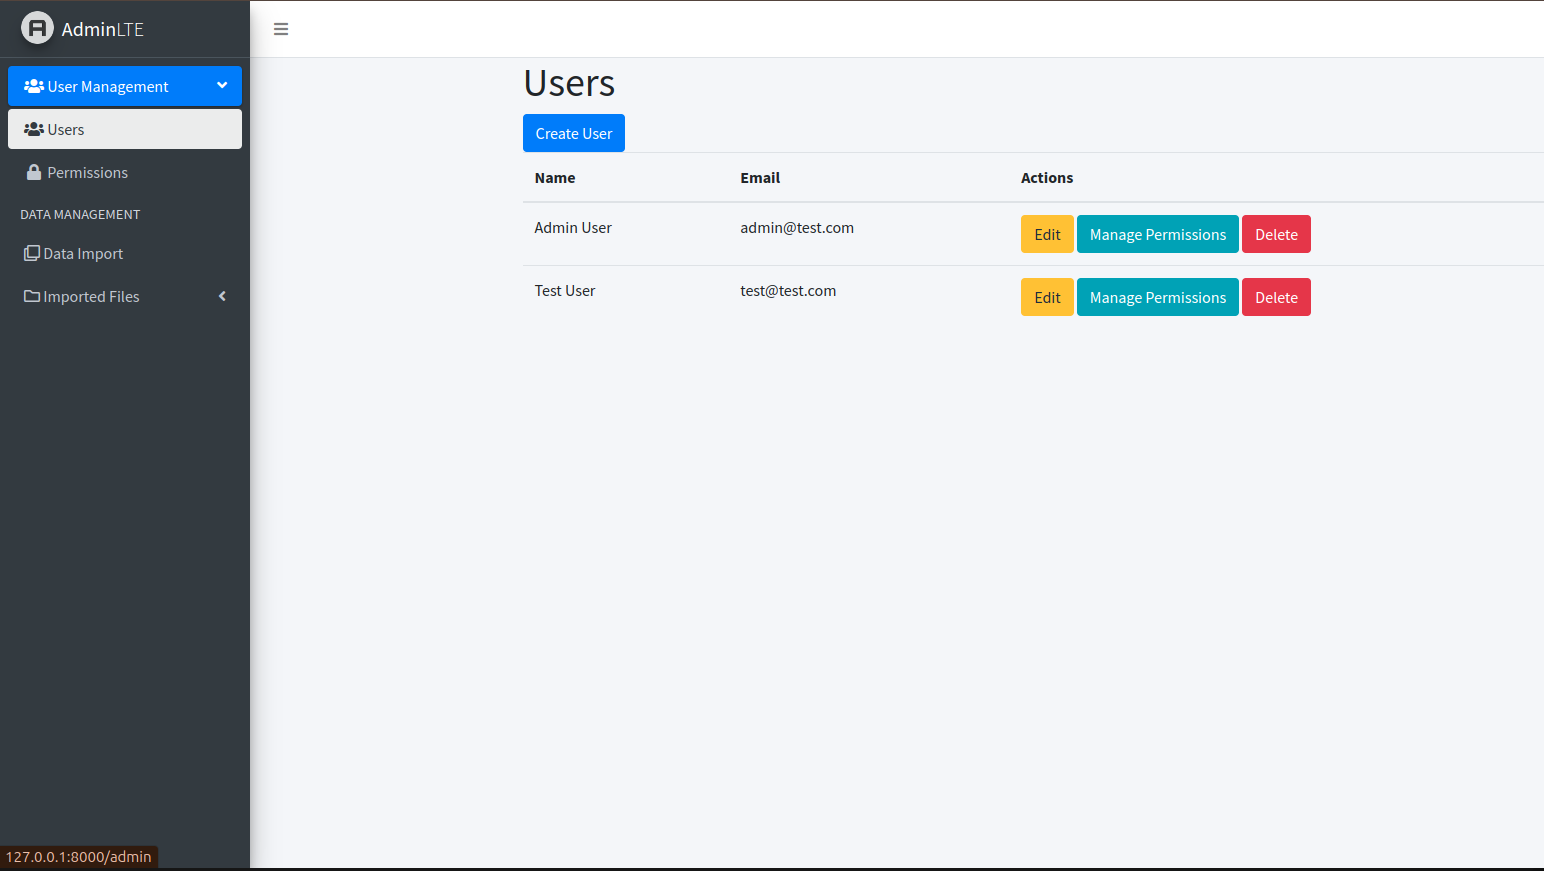 AdminLTE
User Management
Users
Permissions
DATA MANAGEMENT
Data Import
Imported Files
Users
Create User
Name Email Actions
Admin User admin@test.com Edit Manage Permissions Delete
Test User test@test.com Edit Manage Permissions Delete
127.0.0.1:8000/admin